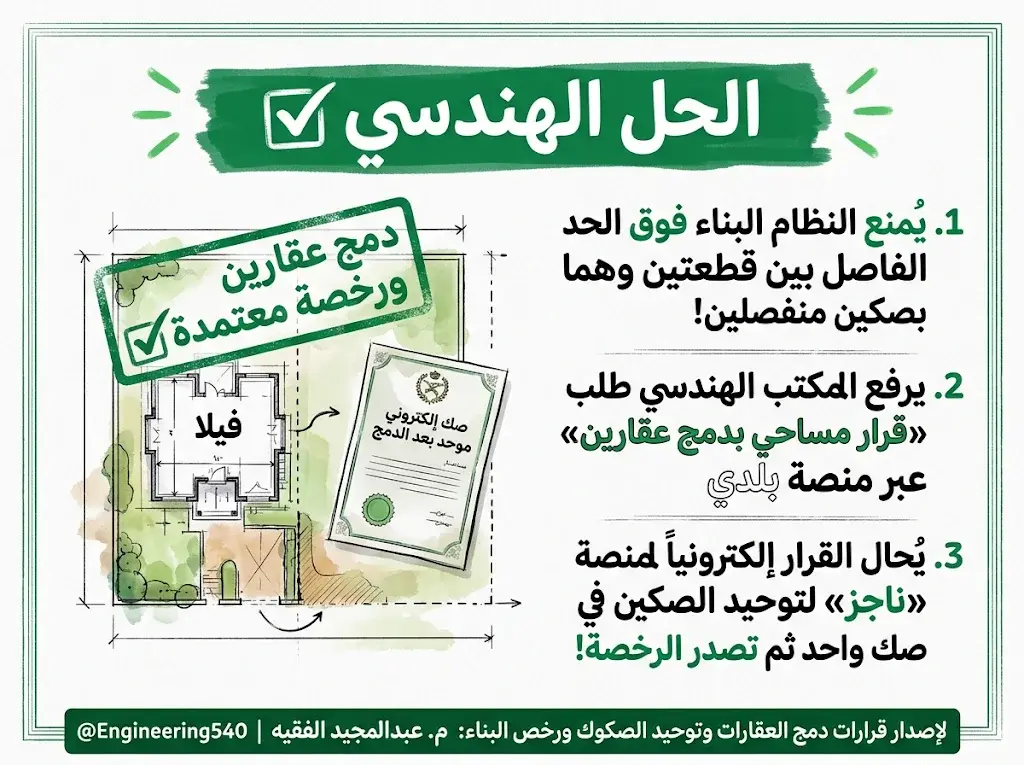 الحل الهندسي
1. يُمنع النظام البناء فوق الحد
الفاصل بين قطعتين وهما
بصكين منفصلين!
2. يرفع المكتب الهندسي طلب
«قرار مساحي بدمج عقارين»
عبر منصة بلدي
3. يُحال القرار إلكترونياً لمنصة
«ناجز» لتوحيد الصكين في
صك واحد ثم تصدر الرخصة!
دمج عقارين
ورخصة معتمدة
فيلا
صك إلكتروني
موحد بعد الدمج
لإصدار قرارات دمج العقارات وتوحيد الصكوك ورخص البناء: م. عبدالمجيد الفقيه | @Engineering540